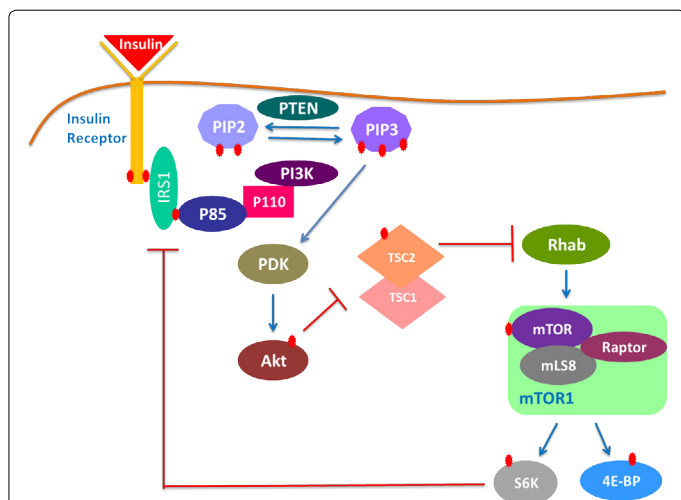 Insulin
Insulin
Receptor
PTEN
PIP2
PIP3
IRS1
PI3K
P110
P85
PDK
TSC2
TSC1
Rhab
Akt
mTOR
Raptor
mLS8
mTOR1
S6K
4E-BP